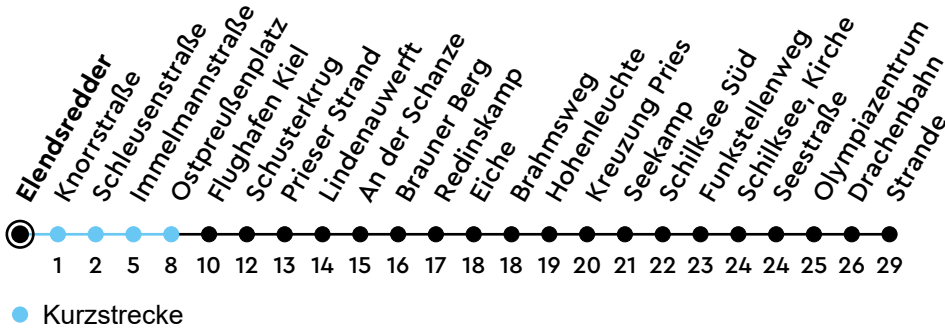 Elendsredder
Knorrstraße
Schleusenstraße
Immelmannstraße
Ostpreußenplatz
Flughafen Kiel
Schusterkrug
Prieser Strand
Lindenauwerft
An der Schanze
Brauner Berg
Redinskamp
Eiche
Brahmsweg
Hohenleuchte
Kreuzung Pries
Seekamp
Schilksee Süd
Funkstellenweg
Schilksee, Kirche
Seestraße
Olympiazentrum
Drachenbahn
Strande
1 2 5 8 10 12 13 14 15 16 17 18 18 19 20 21 22 23 24 24 25 26 29
Kurzstrecke